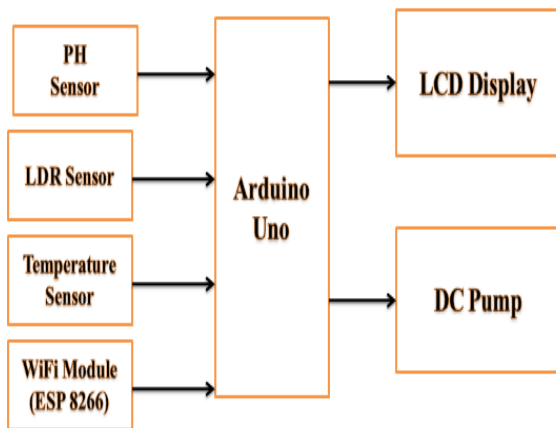 PH
Sensor
LDR Sensor
Temperature
Sensor
WiFi Module
(ESP 8266)
Arduino
Uno
LCD Display
DC Pump